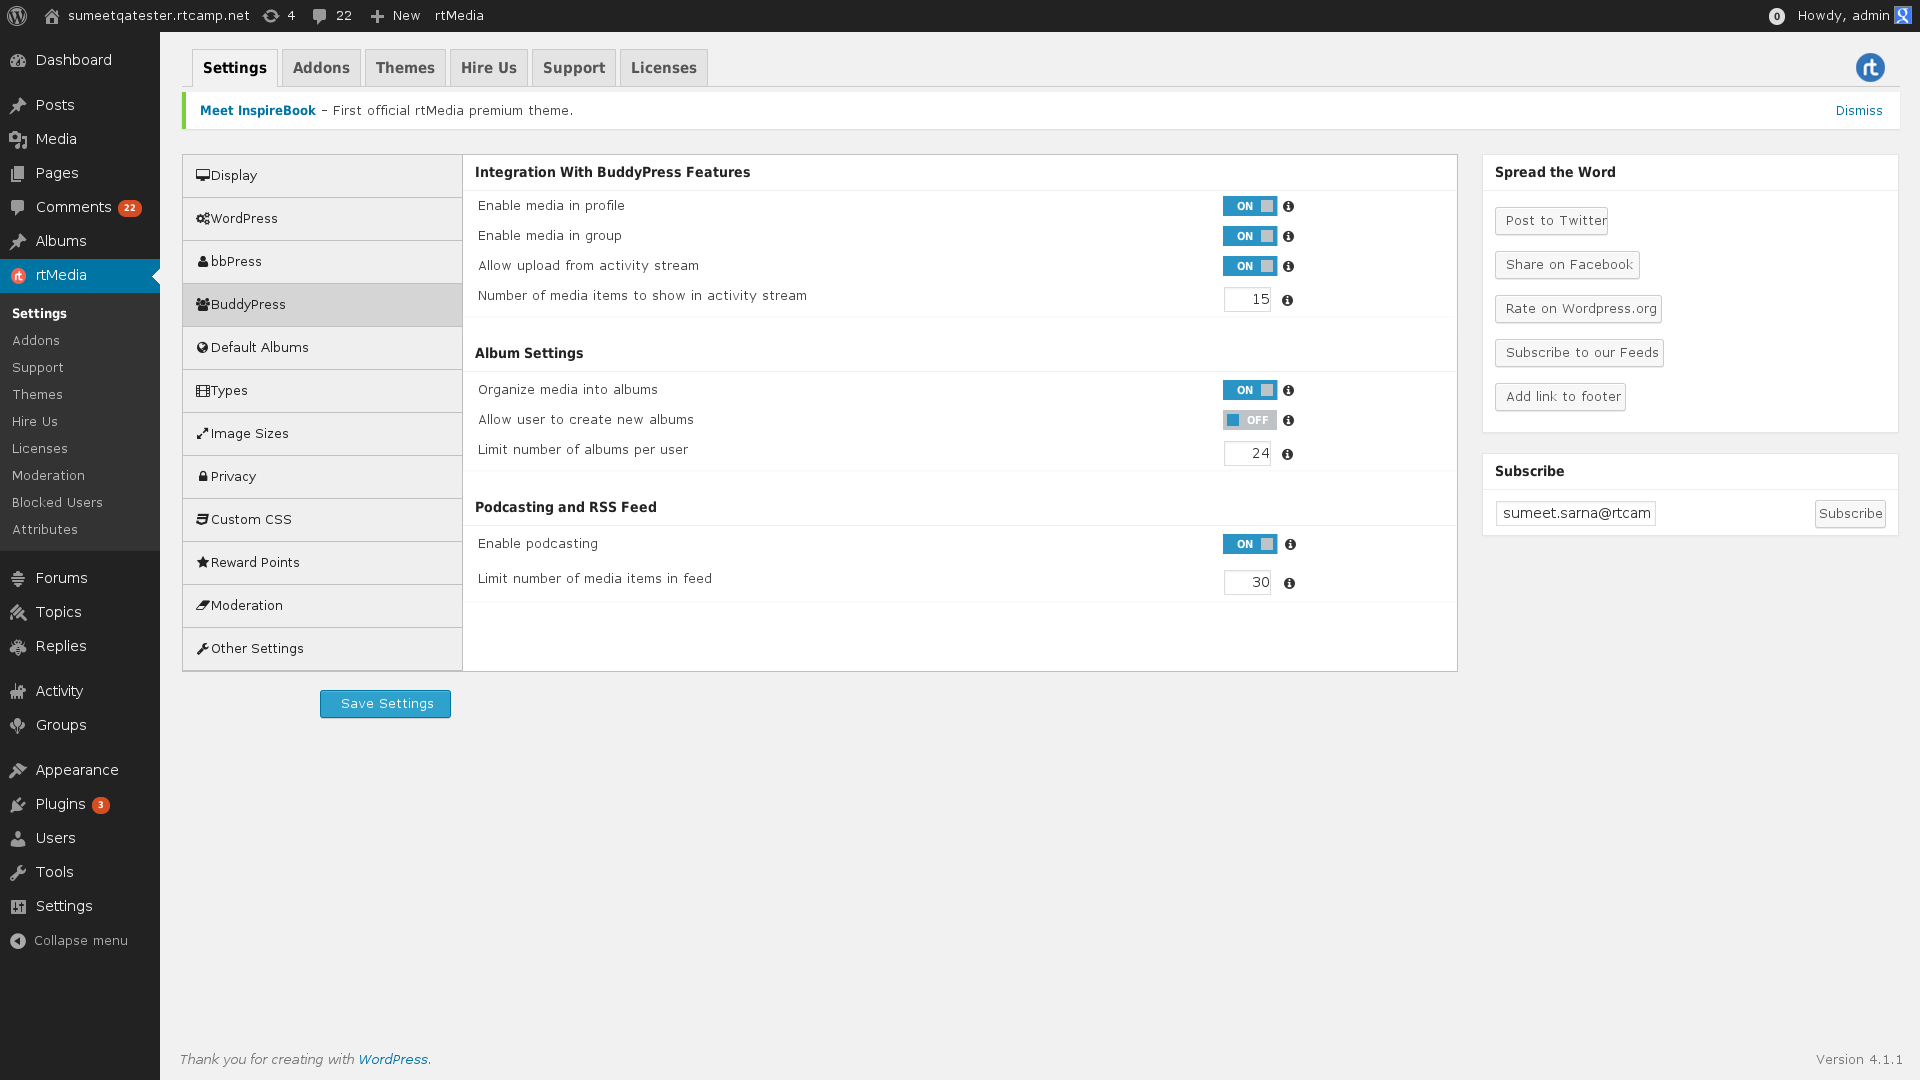 sumeetqatester.rtcamp.net 4 22 New rtMedia 0 Howdy, admin
Dashboard
Posts
Media
Pages
Comments 22
Albums
rtMedia
Settings
Addons
Support
Themes
Hire Us
Licenses
Moderation
Blocked Users
Attributes
Forums
Topics
Replies
Activity
Groups
Appearance
Plugins 3
Users
Tools
Settings
Collapse menu
Settings Addons Themes Hire Us Support Licenses rt
Meet InspireBook – First official rtMedia premium theme. Dismiss
Display
WordPress
bbPress
BuddyPress
Default Albums
Types
Image Sizes
Privacy
Custom CSS
Reward Points
Moderation
Other Settings
Save Settings
Integration With BuddyPress Features
Enable media in profile ON
Enable media in group ON
Allow upload from activity stream ON
Number of media items to show in activity stream 15
Album Settings
Organize media into albums ON
Allow user to create new albums OFF
Limit number of albums per user 24
Podcasting and RSS Feed
Enable podcasting ON
Limit number of media items in feed 30
Spread the Word
Post to Twitter
Share on Facebook
Rate on Wordpress.org
Subscribe to our Feeds
Add link to footer
Subscribe
sumeet.sarna@rtcam Subscribe
Thank you for creating with WordPress. Version 4.1.1